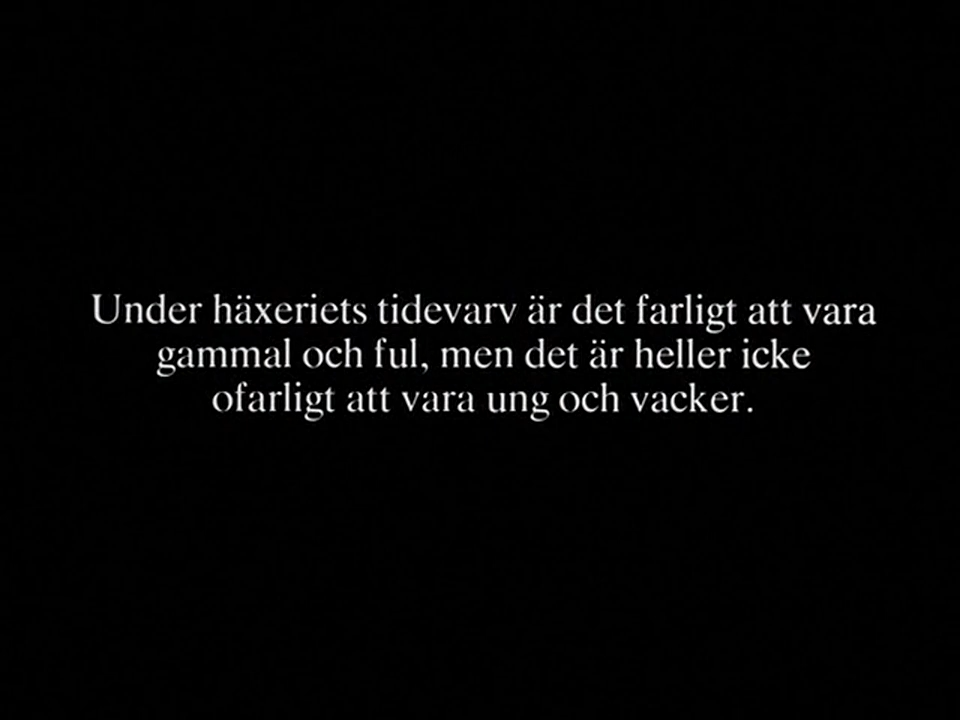 Under häxeriets tidevarv är det farligt att vara
gammal och ful, men det är heller icke
ofarligt att vara ung och vacker.